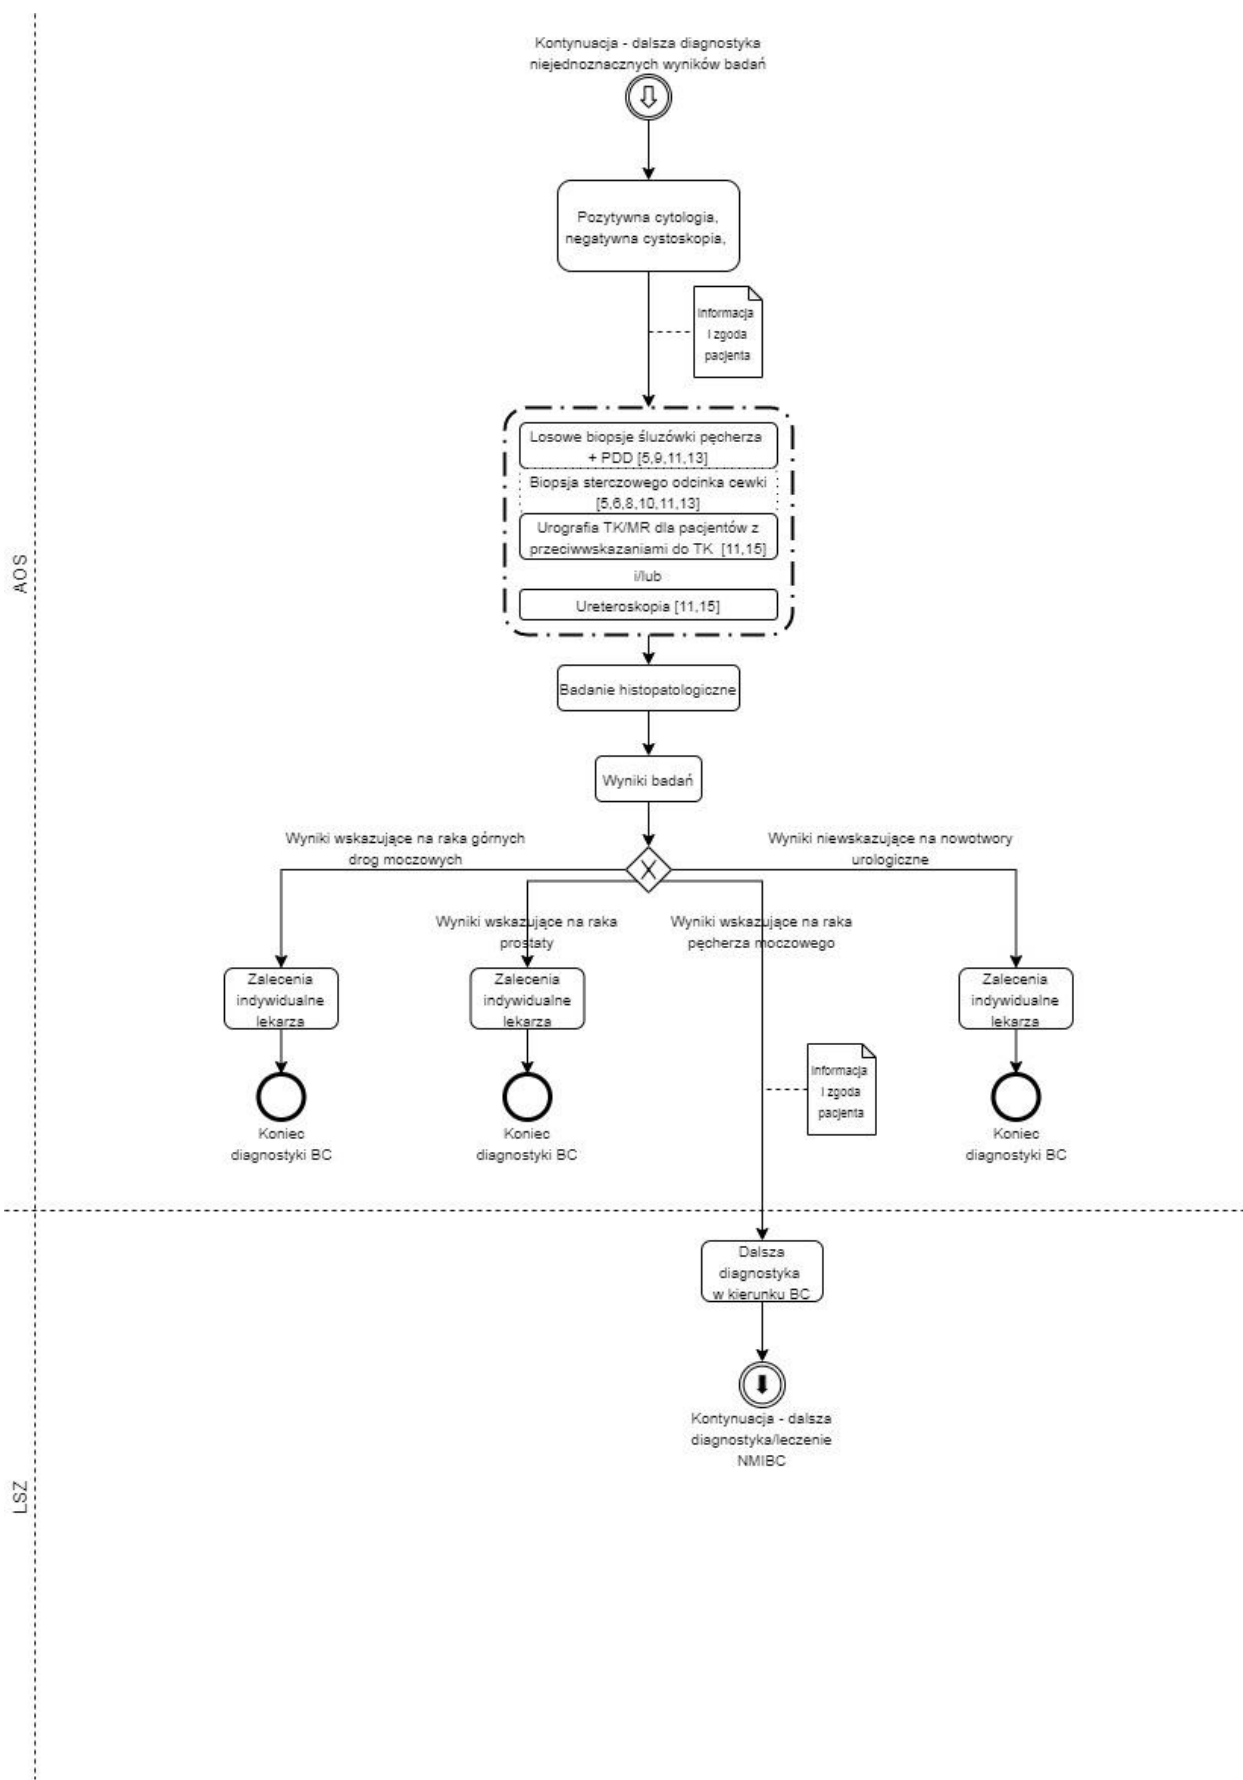 Kontynuacja - dalsza diagnostyka
niejednoznacznych wyników badań
Pozytywna cytologia,
negatywna cystoskopia,
Informacja
i zgoda
pacjenta
Losowe biopsje śluzówki pęcherza
+ PDD [5,9,11,13]
Biopsja sterczowego odcinka cewki
[5,6,8,10,11,13]
Urografia TK/MR dla pacjentów z
przeciwwskazaniami do TK [11,15]
i/lub
Ureteroskopia [11,15]
AOS
Badanie histopatologiczne
Wyniki badań
Wyniki wskazujące na raka górnych
drog moczowych
Wyniki niewskazujące na nowotwory
urologiczne
Wyniki wskazujące na raka
prostaty
Wyniki wskazujące na raka
pęcherza moczowego
Zalecenia
indywidualne
lekarza
Zalecenia
indywidualne
lekarza
Zalecenia
indywidualne
lekarza
Informacja
i zgoda
pacjenta
Koniec
diagnostyki BC
Koniec
diagnostyki BC
Koniec
diagnostyki BC
Dalsza
diagnostyka
w kierunku BC
Kontynuacja - dalsza
diagnostyka/leczenie
NMIBC
LSZ